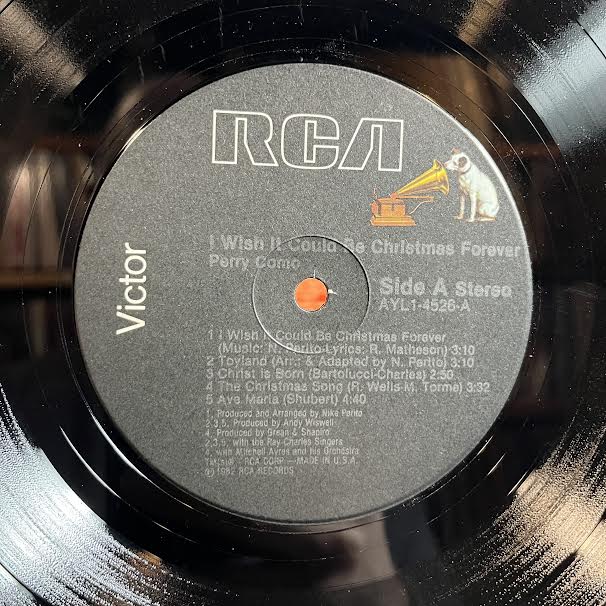 RCA
Victor
I Wish It Could Be Christmas Forever
Perry Como
Side A Stereo
AYL1-4526-A
1 I Wish It Could Be Christmas Forever
(Music: N. Perito-Lyrics: R. Matheson) 3:10
2 Toyland (Arr. & Adapted by N. Perito) 3:10
3 Christ Is Born (Bartolucci-Charles) 2:50
4 The Christmas Song (R. Wells-M. Torme) 3:32
5 Ave Maria (Shubert) 4:40
1, Produced and Arranged by Nike Perito
2,3,5, Produced by Andy Wiswell
4, Produced by Grean & Shapiro
2,3,5, with the Ray Charles Singers
4, with Mitchell Ayres and his Orchestra
RCA CORP.—MADE IN U.S.A.
1982 RCA RECORDS